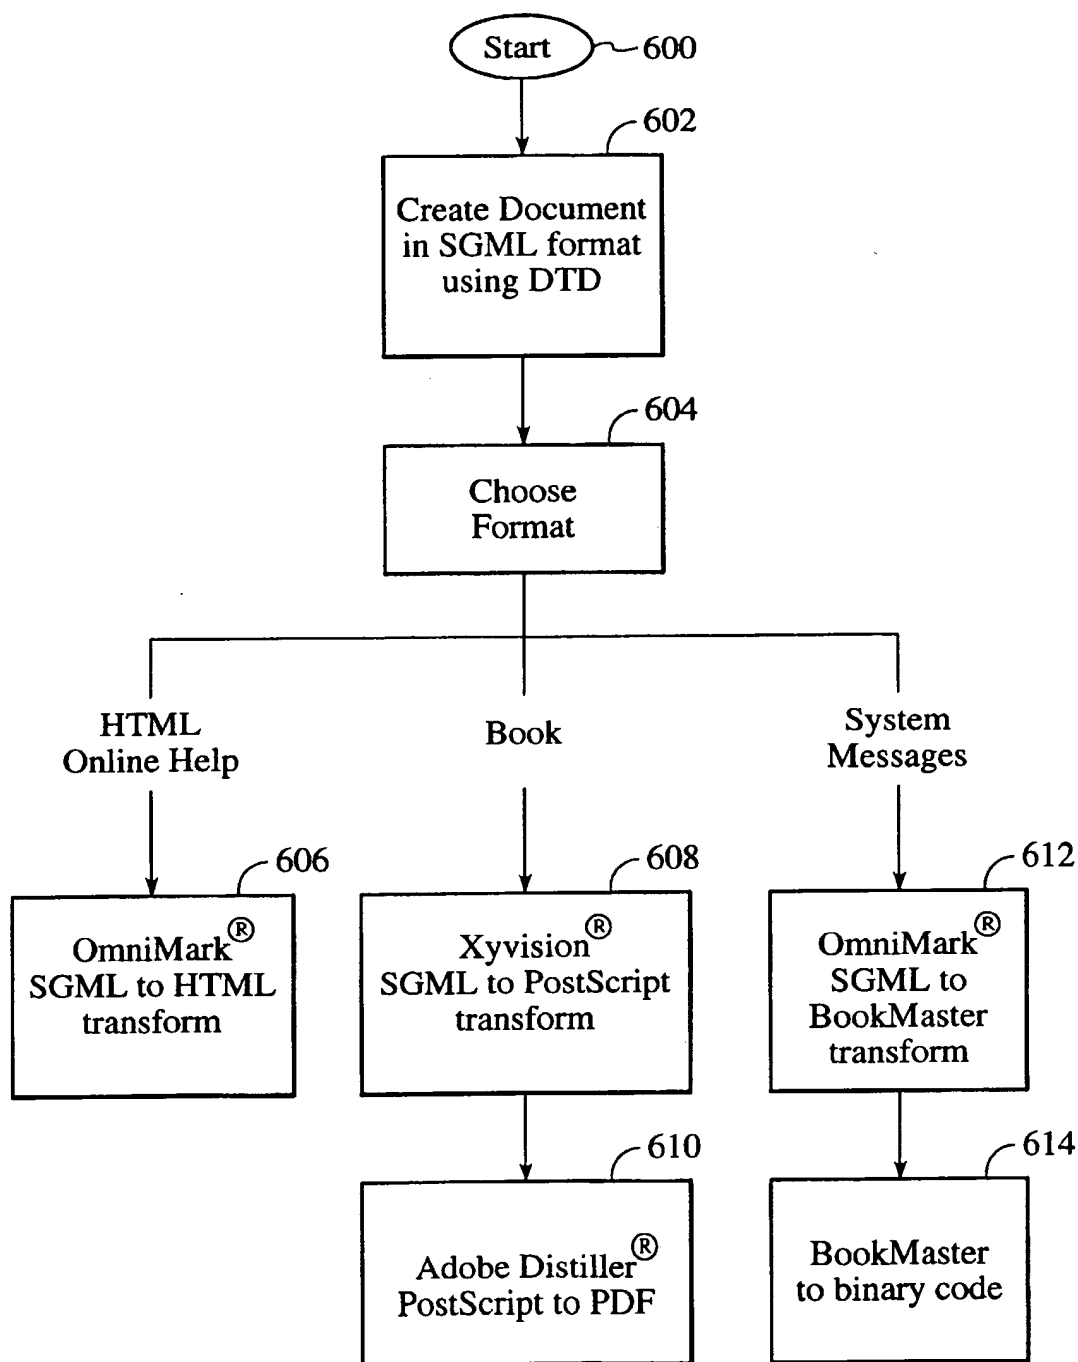 Start
600
602
Create Document
in SGML format
using DTD
604
Choose
Format
HTML
Online Help
Book
System
Messages
606
OmniMark®
SGML to HTML
transform
608
Xyvision®
SGML to PostScript
transform
612
OmniMark®
SGML to
BookMaster
transform
610
Adobe Distiller®
PostScript to PDF
614
BookMaster
to binary code